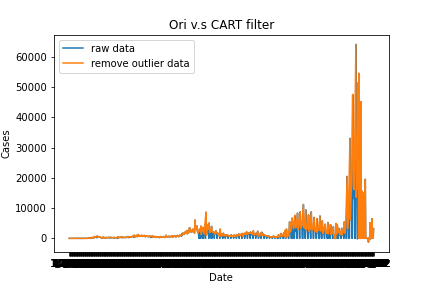 Ori v.s CART filter
raw data
remove outlier data
60000
50000
40000
30000
20000
10000
0
Cases
Date